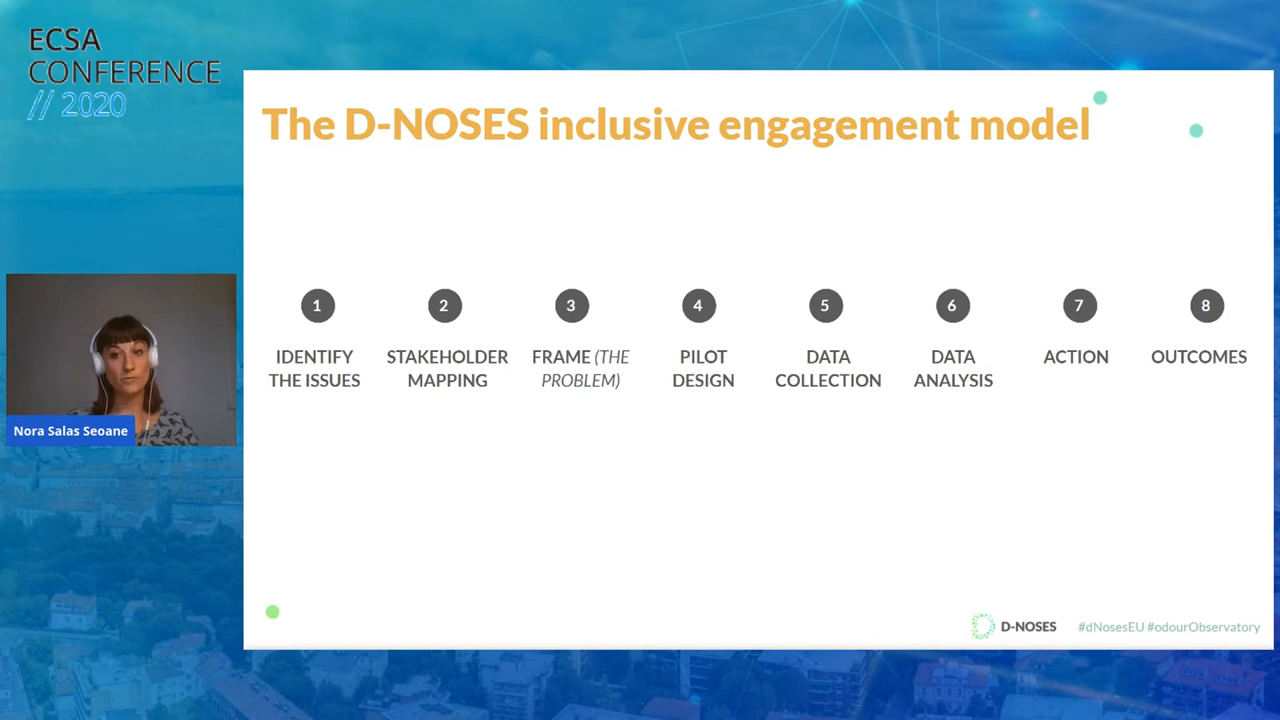 ECSA
CONFERENCE
// 2020
The D-NOSES inclusive engagement model
1
2
3
4
5
6
7
8
IDENTIFY
THE ISSUES
STAKEHOLDER
MAPPING
FRAME (THE
PROBLEM)
PILOT
DESIGN
DATA
COLLECTION
DATA
ANALYSIS
ACTION
OUTCOMES
Nora Salas Seoane
D-NOSES
#dNosesEU #odourObservatory